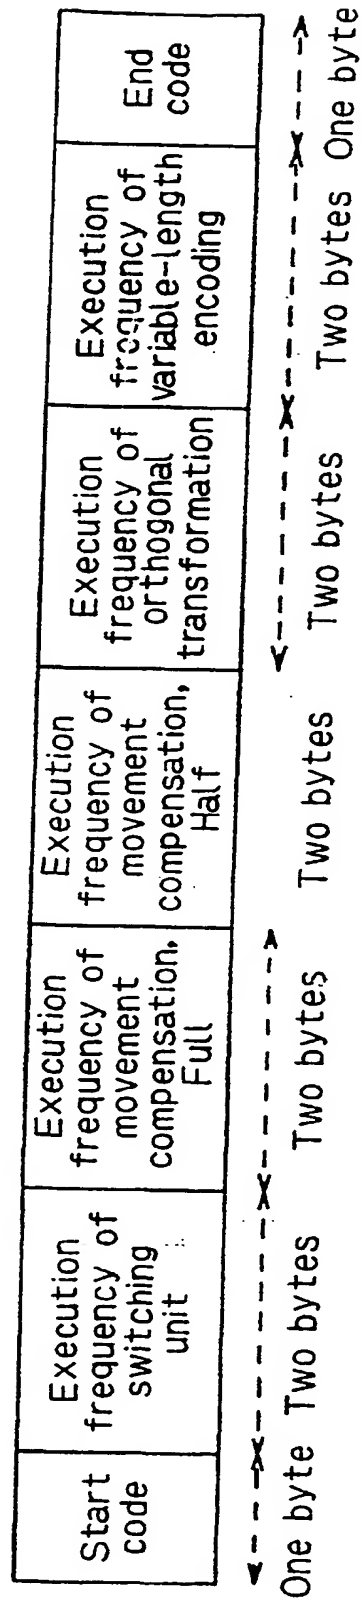 Start
code
Execution
frequency of
switching
unit
Execution
frequency of
movement
compensation,
Full
Execution
frequency of
movement
compensation,
Half
Execution
frequency of
orthogonal
transformation
Execution
frequency of
variable-length
encoding
End
code
One byte Two bytes Two bytes Two bytes Two bytes Two bytes One byte